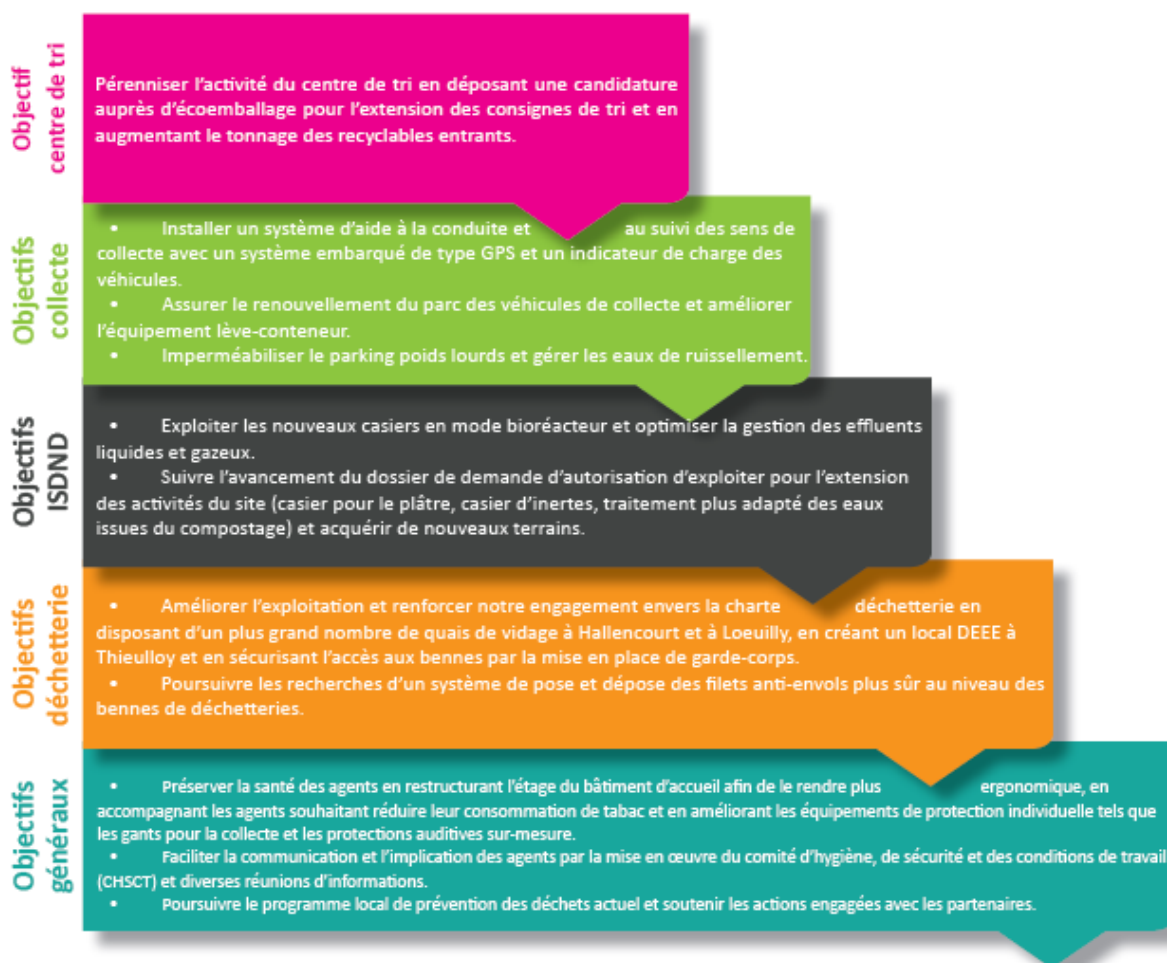 Objectif
centre de tri
Pérenniser l'activité du centre de tri en déposant une candidature
auprès d'écoemballage pour l'extension des consignes de tri et en
augmentant le tonnage des recyclables entrants.
Objectifs
collecte
• Installer un système d'aide à la conduite et au suivi des sens de
collecte avec un système embarqué de type GPS et un indicateur de charge des
véhicules.
• Assurer le renouvellement du parc des véhicules de collecte et améliorer
l'équipement lève-conteneur.
• Imperméabiliser le parking poids lourds et gérer les eaux de ruissellement.
Objectifs
ISDND
• Exploiter les nouveaux casiers en mode bioréacteur et optimiser la gestion des effluents
liquides et gazeux.
• Suivre l'avancement du dossier de demande d'autorisation d'exploiter pour l'extension
des activités du site (casier pour le plâtre, casier d'inertes, traitement plus adapté des eaux
issues du compostage) et acquérir de nouveaux terrains.
Objectifs
déchetterie
• Améliorer l'exploitation et renforcer notre engagement envers la charte déchetterie en
disposant d'un plus grand nombre de quais de vidage à Hallencourt et à Loeuilly, en créant un local DEEE à
Thieulloy et en sécurisant l'accès aux bennes par la mise en place de garde-corps.
• Poursuivre les recherches d'un système de pose et dépose des filets anti-envols plus sûr au niveau des
bennes de déchetteries.
Objectifs
généraux
• Préserver la santé des agents en restructurant l'étage du bâtiment d'accueil afin de le rendre plus ergonomique, en
accompagnant les agents souhaitant réduire leur consommation de tabac et en améliorant les équipements de protection individuelle tels que
les gants pour la collecte et les protections auditives sur-mesure.
• Faciliter la communication et l'implication des agents par la mise en œuvre du comité d'hygiène, de sécurité et des conditions de travail
(CHSCT) et diverses réunions d'informations.
• Poursuivre le programme local de prévention des déchets actuel et soutenir les actions engagées avec les partenaires.